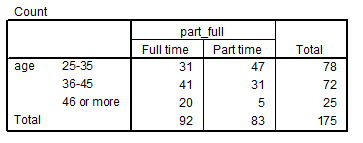 Count
part_full
Full time Part time Total
age 25-35 31 47 78
36-45 41 31 72
46 or more 20 5 25
Total 92 83 175